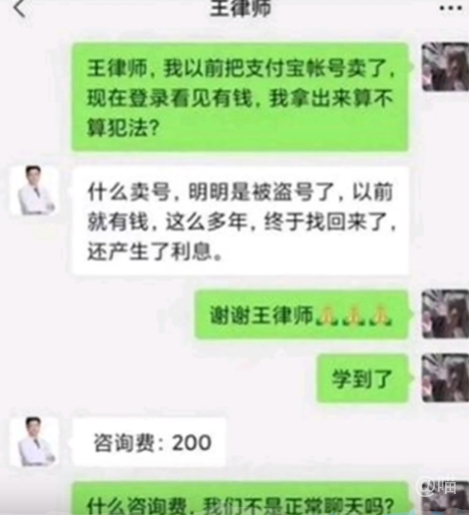 王律师
王律师，我以前把支付宝帐号卖了，
现在登录看见有钱，我拿出来算不
算犯法？
什么卖号，明明是被盗号了，以前
就有钱，这么多年，终于找回来了，
还产生了利息。
谢谢王律师🙏🙏🙏
学到了
咨询费：200
什么咨询费，我们不是正常聊天吗？